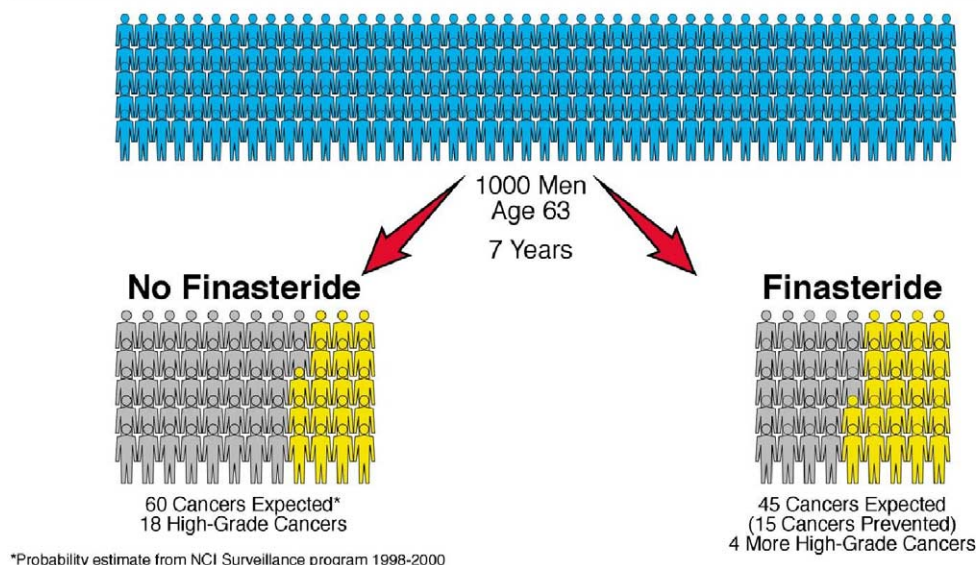 1000 Men
Age 63
7 Years
No Finasteride
60 Cancers Expected*
18 High-Grade Cancers
Finasteride
45 Cancers Expected
(15 Cancers Prevented)
4 More High-Grade Cancers
*Probability estimate from NCI Surveillance program 1998-2000